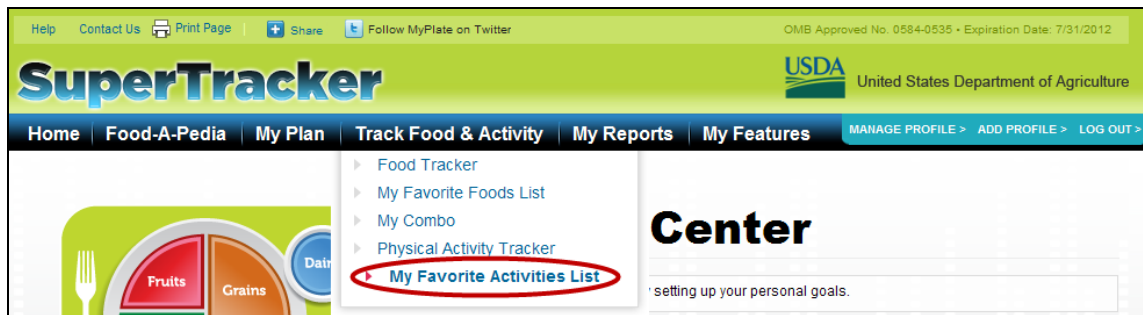 Help Contact Us Print Page Share Follow MyPlate on Twitter OMB Approved No. 0584-0535 • Expiration Date: 7/31/2012
SuperTracker USDA United States Department of Agriculture
Home Food-A-Pedia My Plan Track Food & Activity My Reports My Features MANAGE PROFILE > ADD PROFILE > LOG OUT >
Food Tracker
My Favorite Foods List
My Combo
Physical Activity Tracker
My Favorite Activities List
Center
Fruits Grains
setting up your personal goals.